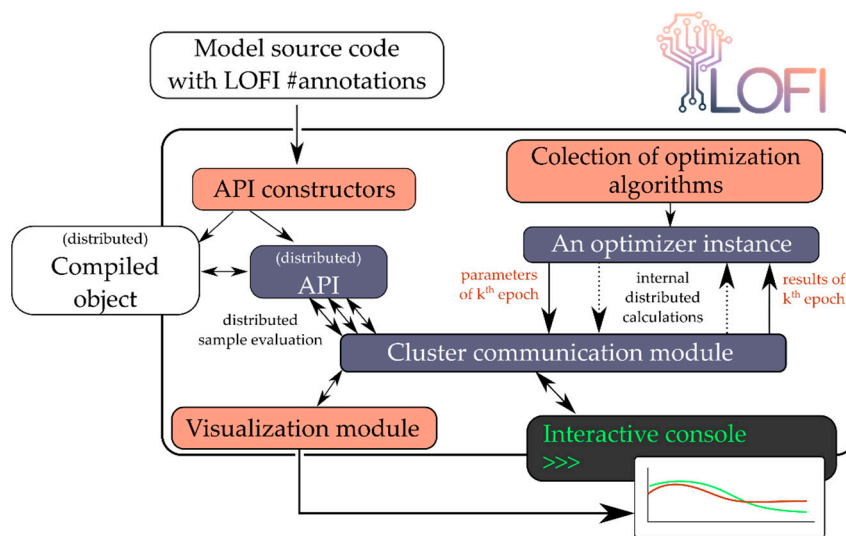 Model source code
with LOFI #annotations
LOFI
API constructors
Colection of optimization
algorithms
(distributed)
Compiled
object
(distributed)
API
An optimizer instance
parameters
of kth epoch
internal
distributed
calculations
results of
kth epoch
distributed
sample evaluation
Cluster communication module
Visualization module
Interactive console
>>>